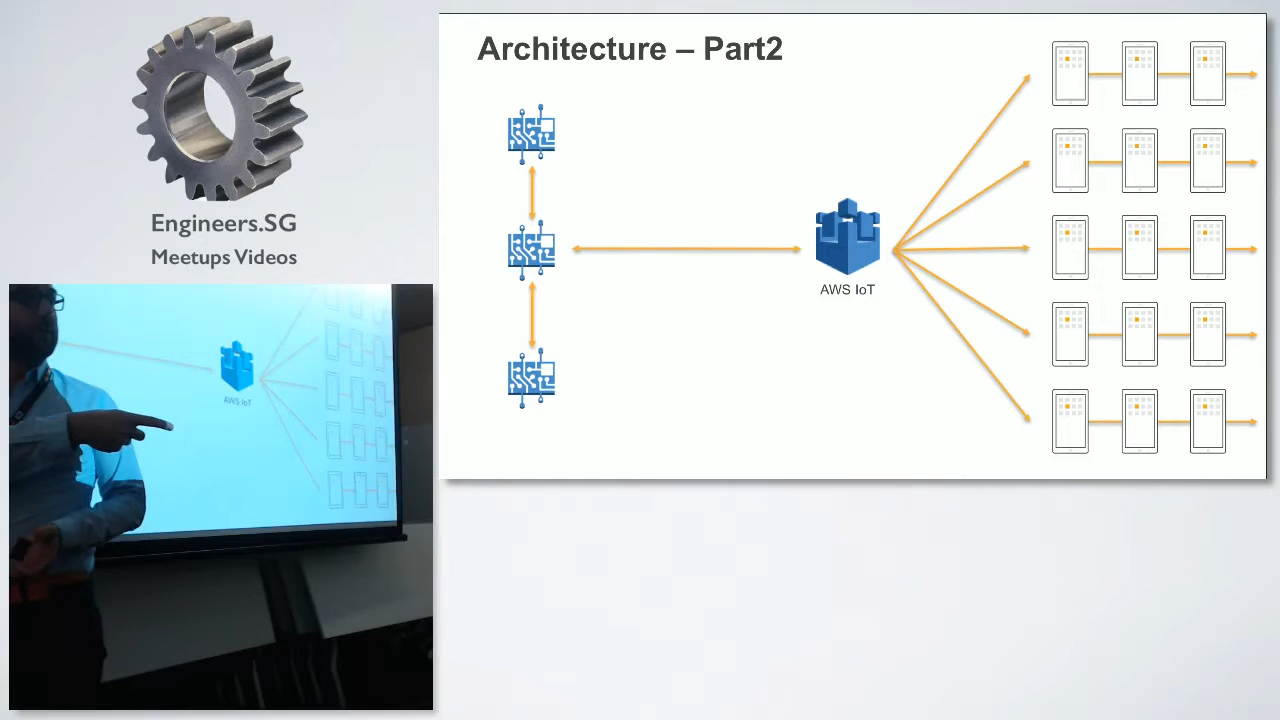 Engineers.SG
Meetups Videos
Architecture – Part2
AWS IoT
AWS IoT